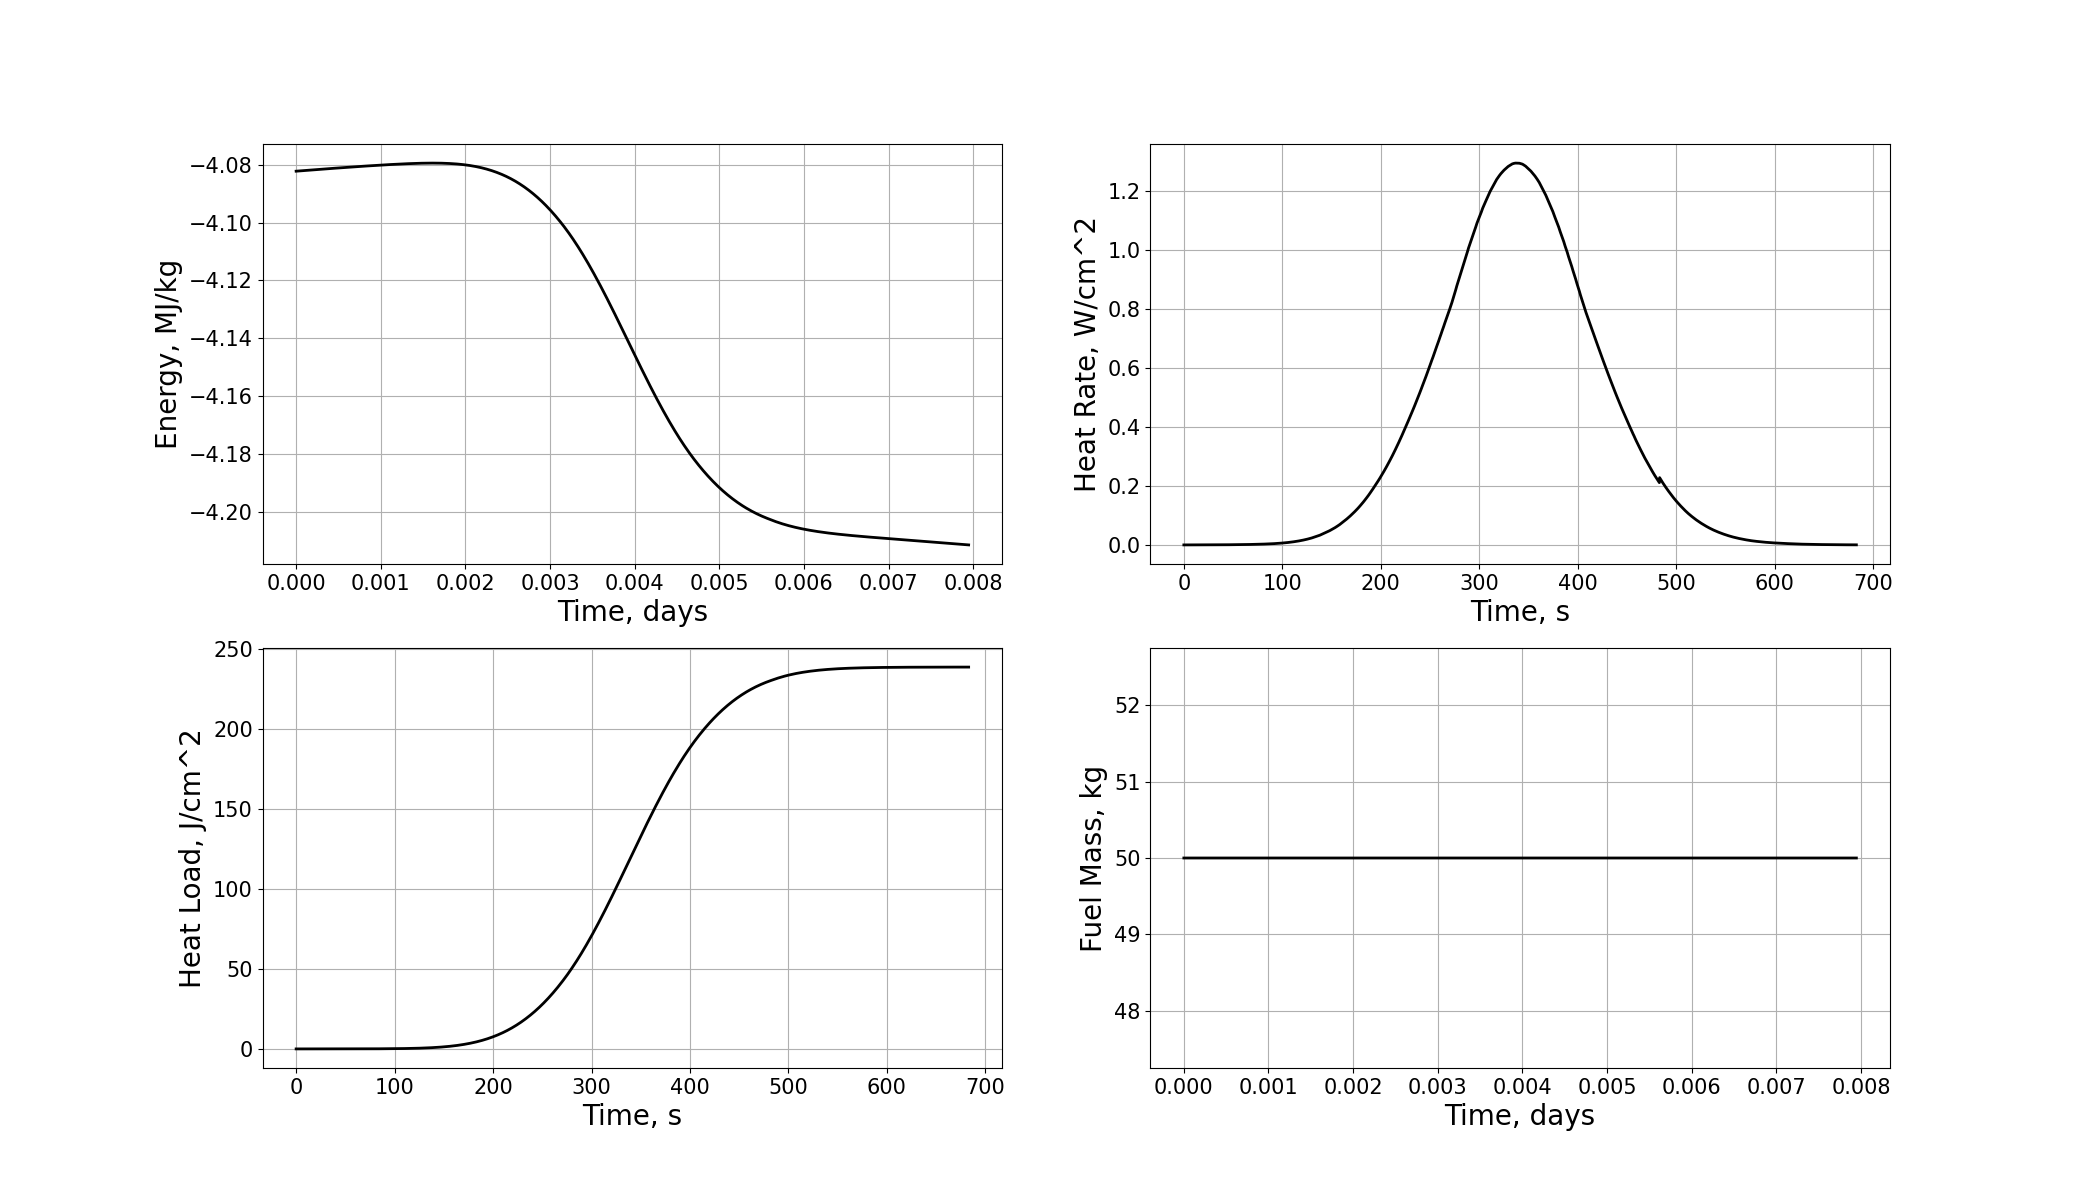 −4.08
−4.10
−4.12
−4.14
−4.16
−4.18
−4.20
Energy, MJ/kg
0.000 0.001 0.002 0.003 0.004 0.005 0.006 0.007 0.008
Time, days
1.2
1.0
0.8
0.6
0.4
0.2
0.0
Heat Rate, W/cm^2
0 100 200 300 400 500 600 700
Time, s
250
200
150
100
50
0
Heat Load, J/cm^2
0 100 200 300 400 500 600 700
Time, s
52
51
50
49
48
Fuel Mass, kg
0.000 0.001 0.002 0.003 0.004 0.005 0.006 0.007 0.008
Time, days